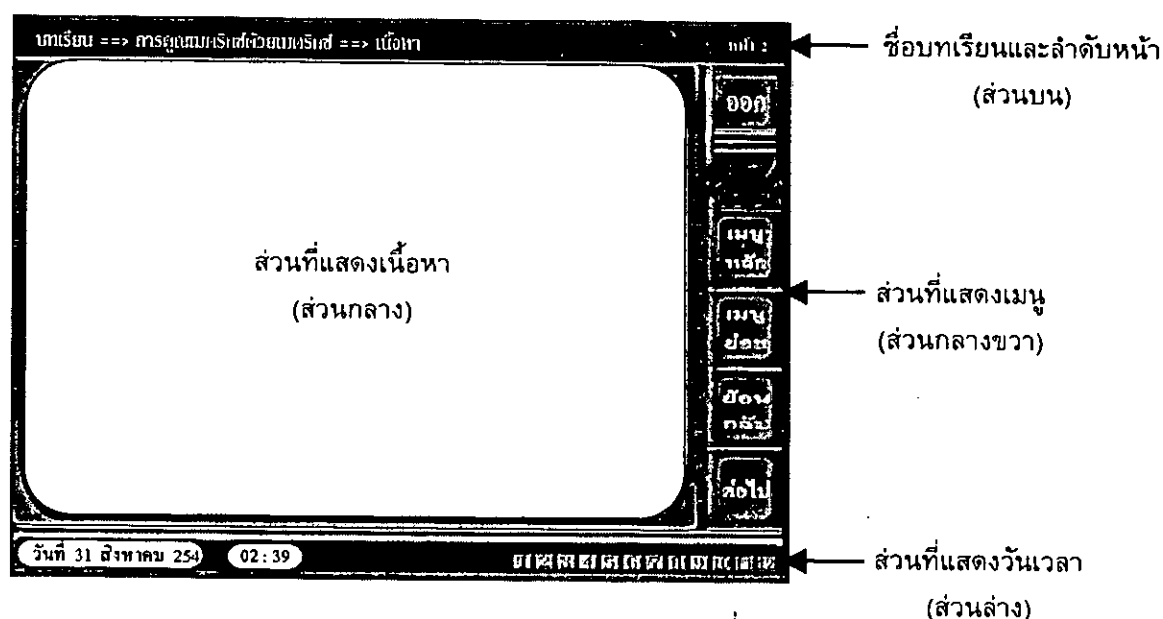 บทเรียน ==> การคูณเมทริกซ์ด้วยเมทริกซ์ ==> เนื้อหา
หน้า 2
ชื่อบทเรียนและลำดับหน้า
(ส่วนบน)
ออก
เมนู
หลัก
ส่วนที่แสดงเนื้อหา
(ส่วนกลาง)
ส่วนที่แสดงเมนู
(ส่วนกลางขวา)
เมนู
ย่อย
ย้อน
กลับ
ต่อไป
วันที่ 31 สิงหาคม 254
02:39
ส่วนที่แสดงวันเวลา
(ส่วนล่าง)